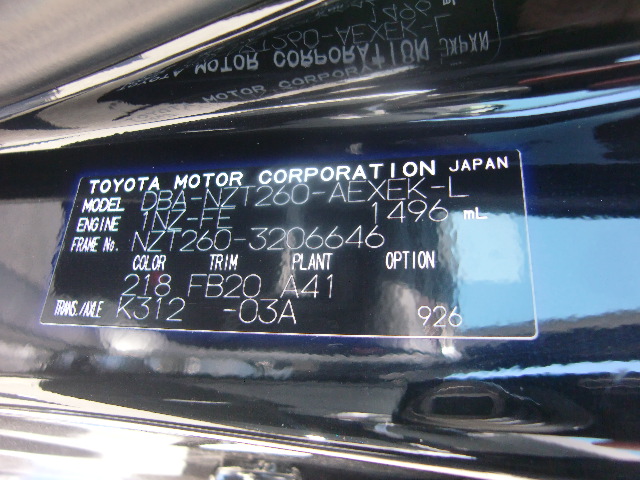 TOYOTA MOTOR CORPORATION JAPAN
MODEL DBA-NZT260-AEXEK-L
ENGINE 1NZ-FE 1496 mL
FRAME No. NZT260-3206646
COLOR TRIM PLANT OPTION
218 FB20 A41
TRANS./AXLE K312 -03A 926